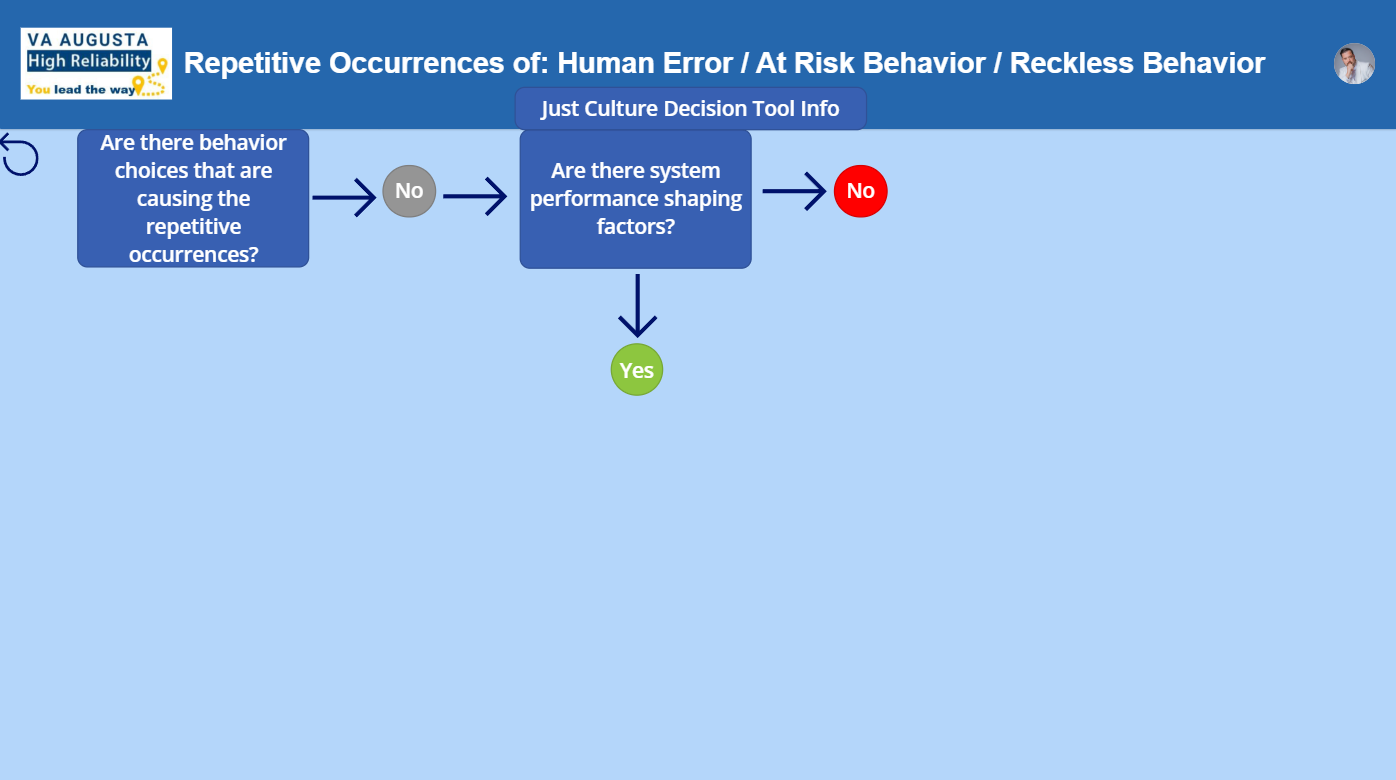 VA AUGUSTA
High Reliability
You lead the way
Repetitive Occurrences of: Human Error / At Risk Behavior / Reckless Behavior
Just Culture Decision Tool Info
Are there behavior
choices that are
causing the
repetitive
occurrences?
No
Are there system
performance shaping
factors?
No
Yes